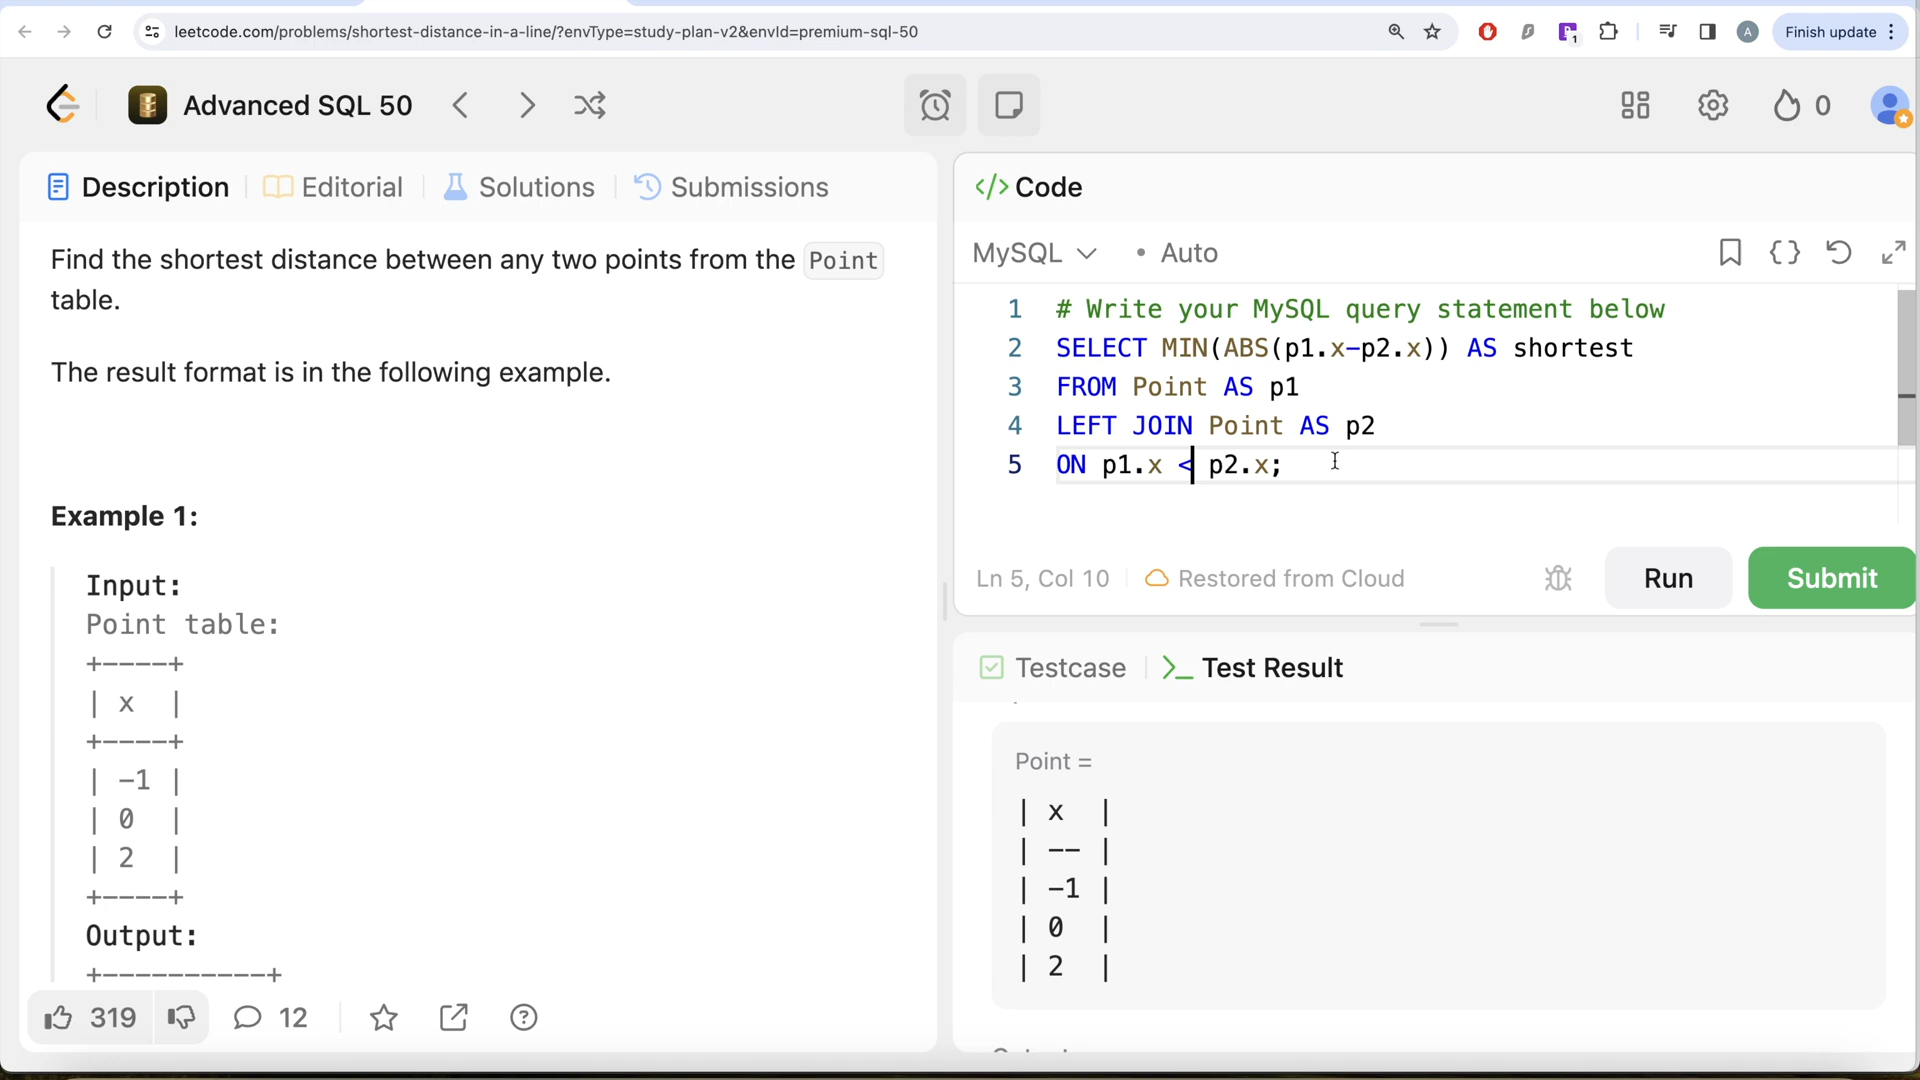 leetcode.com/problems/shortest-distance-in-a-line/?envType=study-plan-v2&envId=premium-sql-50
1
A
Finish update
Advanced SQL 50
0
Description
Editorial
Solutions
Submissions
Find the shortest distance between any two points from the Point
table.
The result format is in the following example.
Example 1:
Input:
Point table:
+----+
| x  |
+----+
| -1 |
| 0  |
| 2  |
+----+
Output:
+----------+
319
12
</> Code
MySQL
• Auto
1 # Write your MySQL query statement below
2 SELECT MIN(ABS(p1.x-p2.x)) AS shortest
3 FROM Point AS p1
4 LEFT JOIN Point AS p2
5 ON p1.x < p2.x;
Ln 5, Col 10
Restored from Cloud
Run
Submit
Testcase
Test Result
Point =
| x  |
| -- |
| -1 |
| 0  |
| 2  |